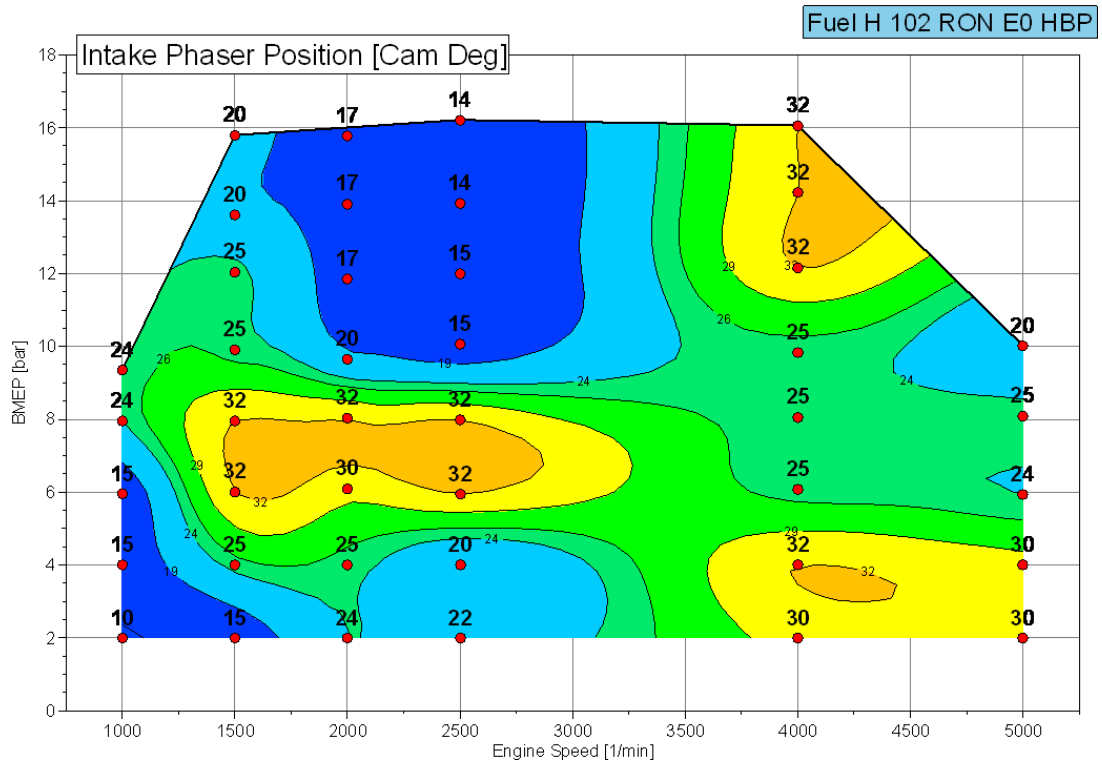 Fuel H 102 RON E0 HBP
Intake Phaser Position [Cam Deg]
18
16
14
12
10
8
6
4
2
0
BMEP [bar]
20 17 14 32
20 17 14 32
25 17 15 32
24 25 20 15 25 20
24 32 32 32 25 25
15 32 30 32 25 24
15 25 25 20 32 30
10 15 24 22 30 30
29 32
26
19
24 24
26
29
32
24 24 29
19 32
1000 1500 2000 2500 3000 3500 4000 4500 5000
Engine Speed [1/min]